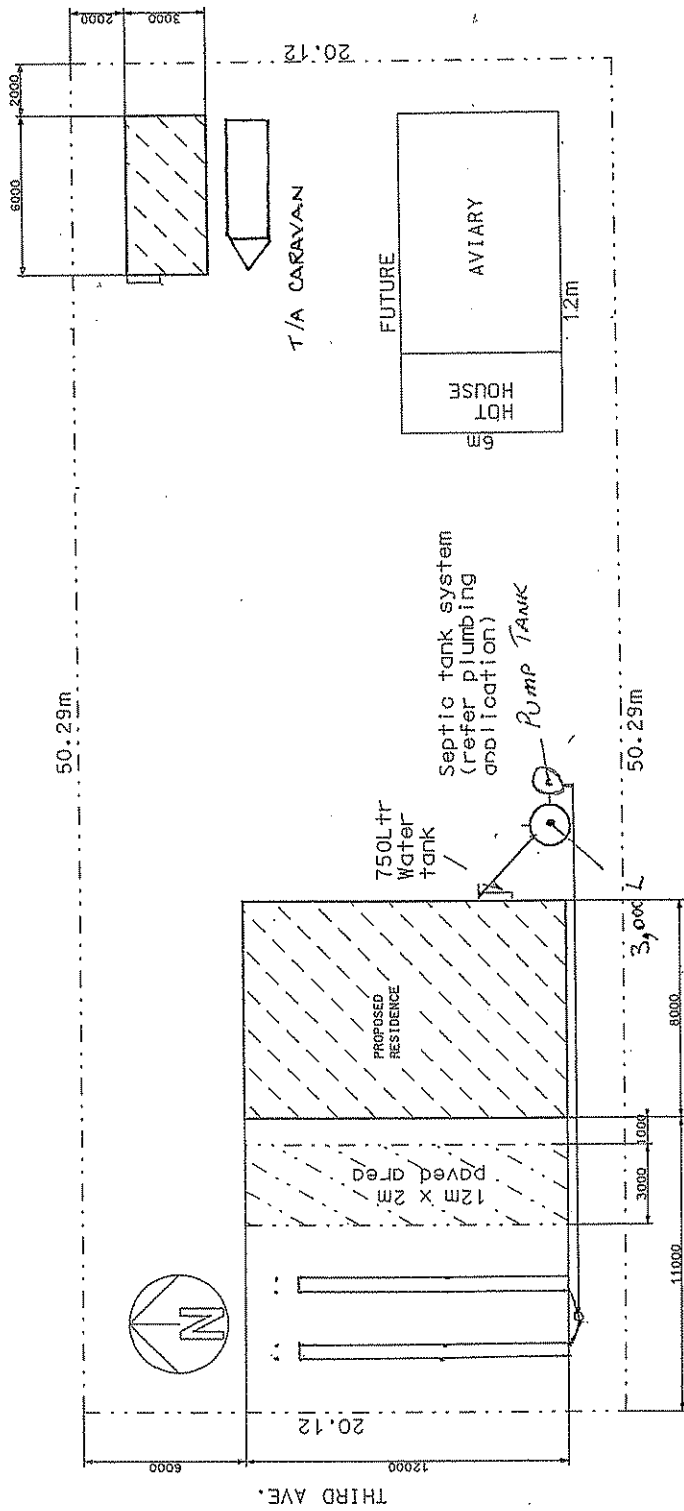 2000
3000
2000
6000
20.12
T/A CARAVAN
FUTURE
AVIARY
HOT
HOUSE
6m
12m
50.29m
50.29m
Septic tank system
(refer plumbing
application)
PUMP TANK
750Ltr
Water
tank
3,000 L
PROPOSED
RESIDENCE
12m x 2m
paved area
8000
1000
3000
11000
N
20.12
6000
12000
THIRD AVE.